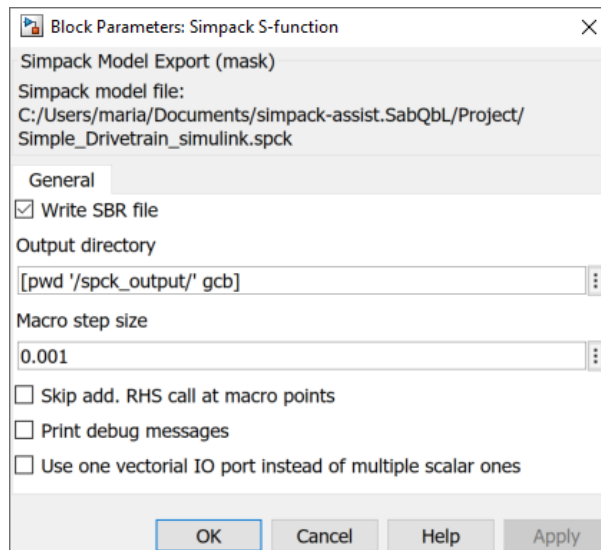 Block Parameters: Simpack S-function
Simpack Model Export (mask)
Simpack model file:
C:/Users/maria/Documents/simpack-assist.SabQbL/Project/
Simple_Drivetrain_simulink.spck
General
Write SBR file
Output directory
[pwd '/spck_output/' gcb]
Macro step size
0.001
Skip add. RHS call at macro points
Print debug messages
Use one vectorial IO port instead of multiple scalar ones
OK Cancel Help Apply